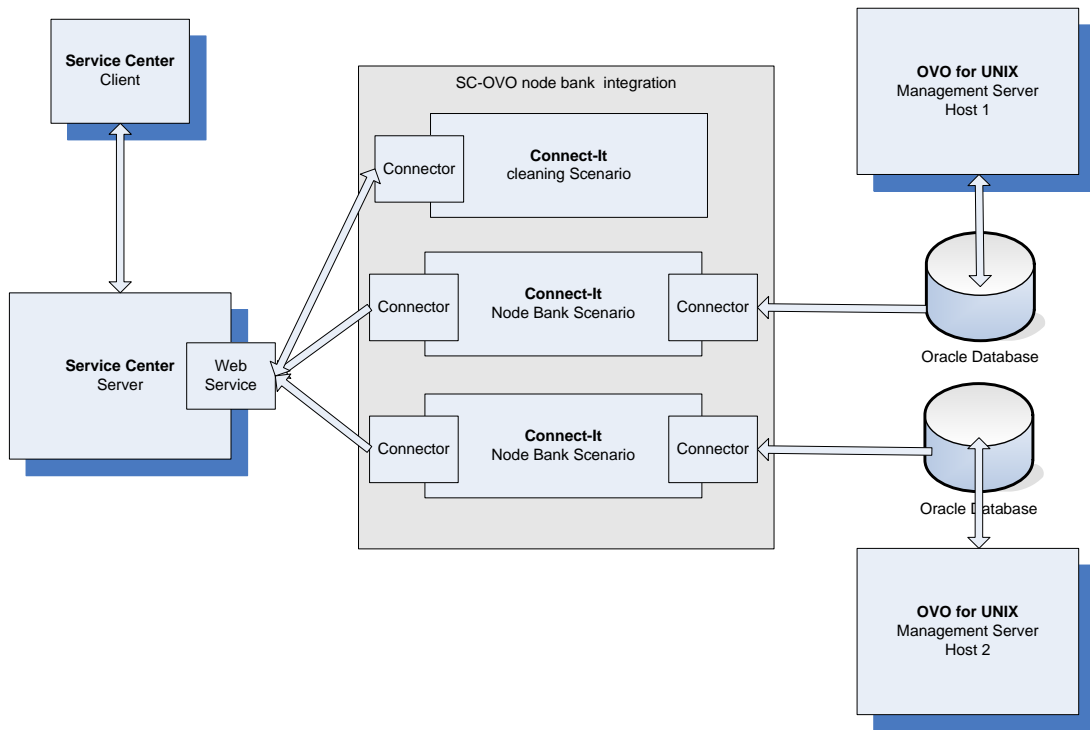 Service Center
Client
SC-OVO node bank integration
OVO for UNIX
Management Server
Host 1
Connector
Connect-It
cleaning Scenario
Connector
Connect-It
Node Bank Scenario
Connector
Oracle Database
Service Center
Server
Web
Service
Connector
Connect-It
Node Bank Scenario
Connector
Oracle Database
OVO for UNIX
Management Server
Host 2